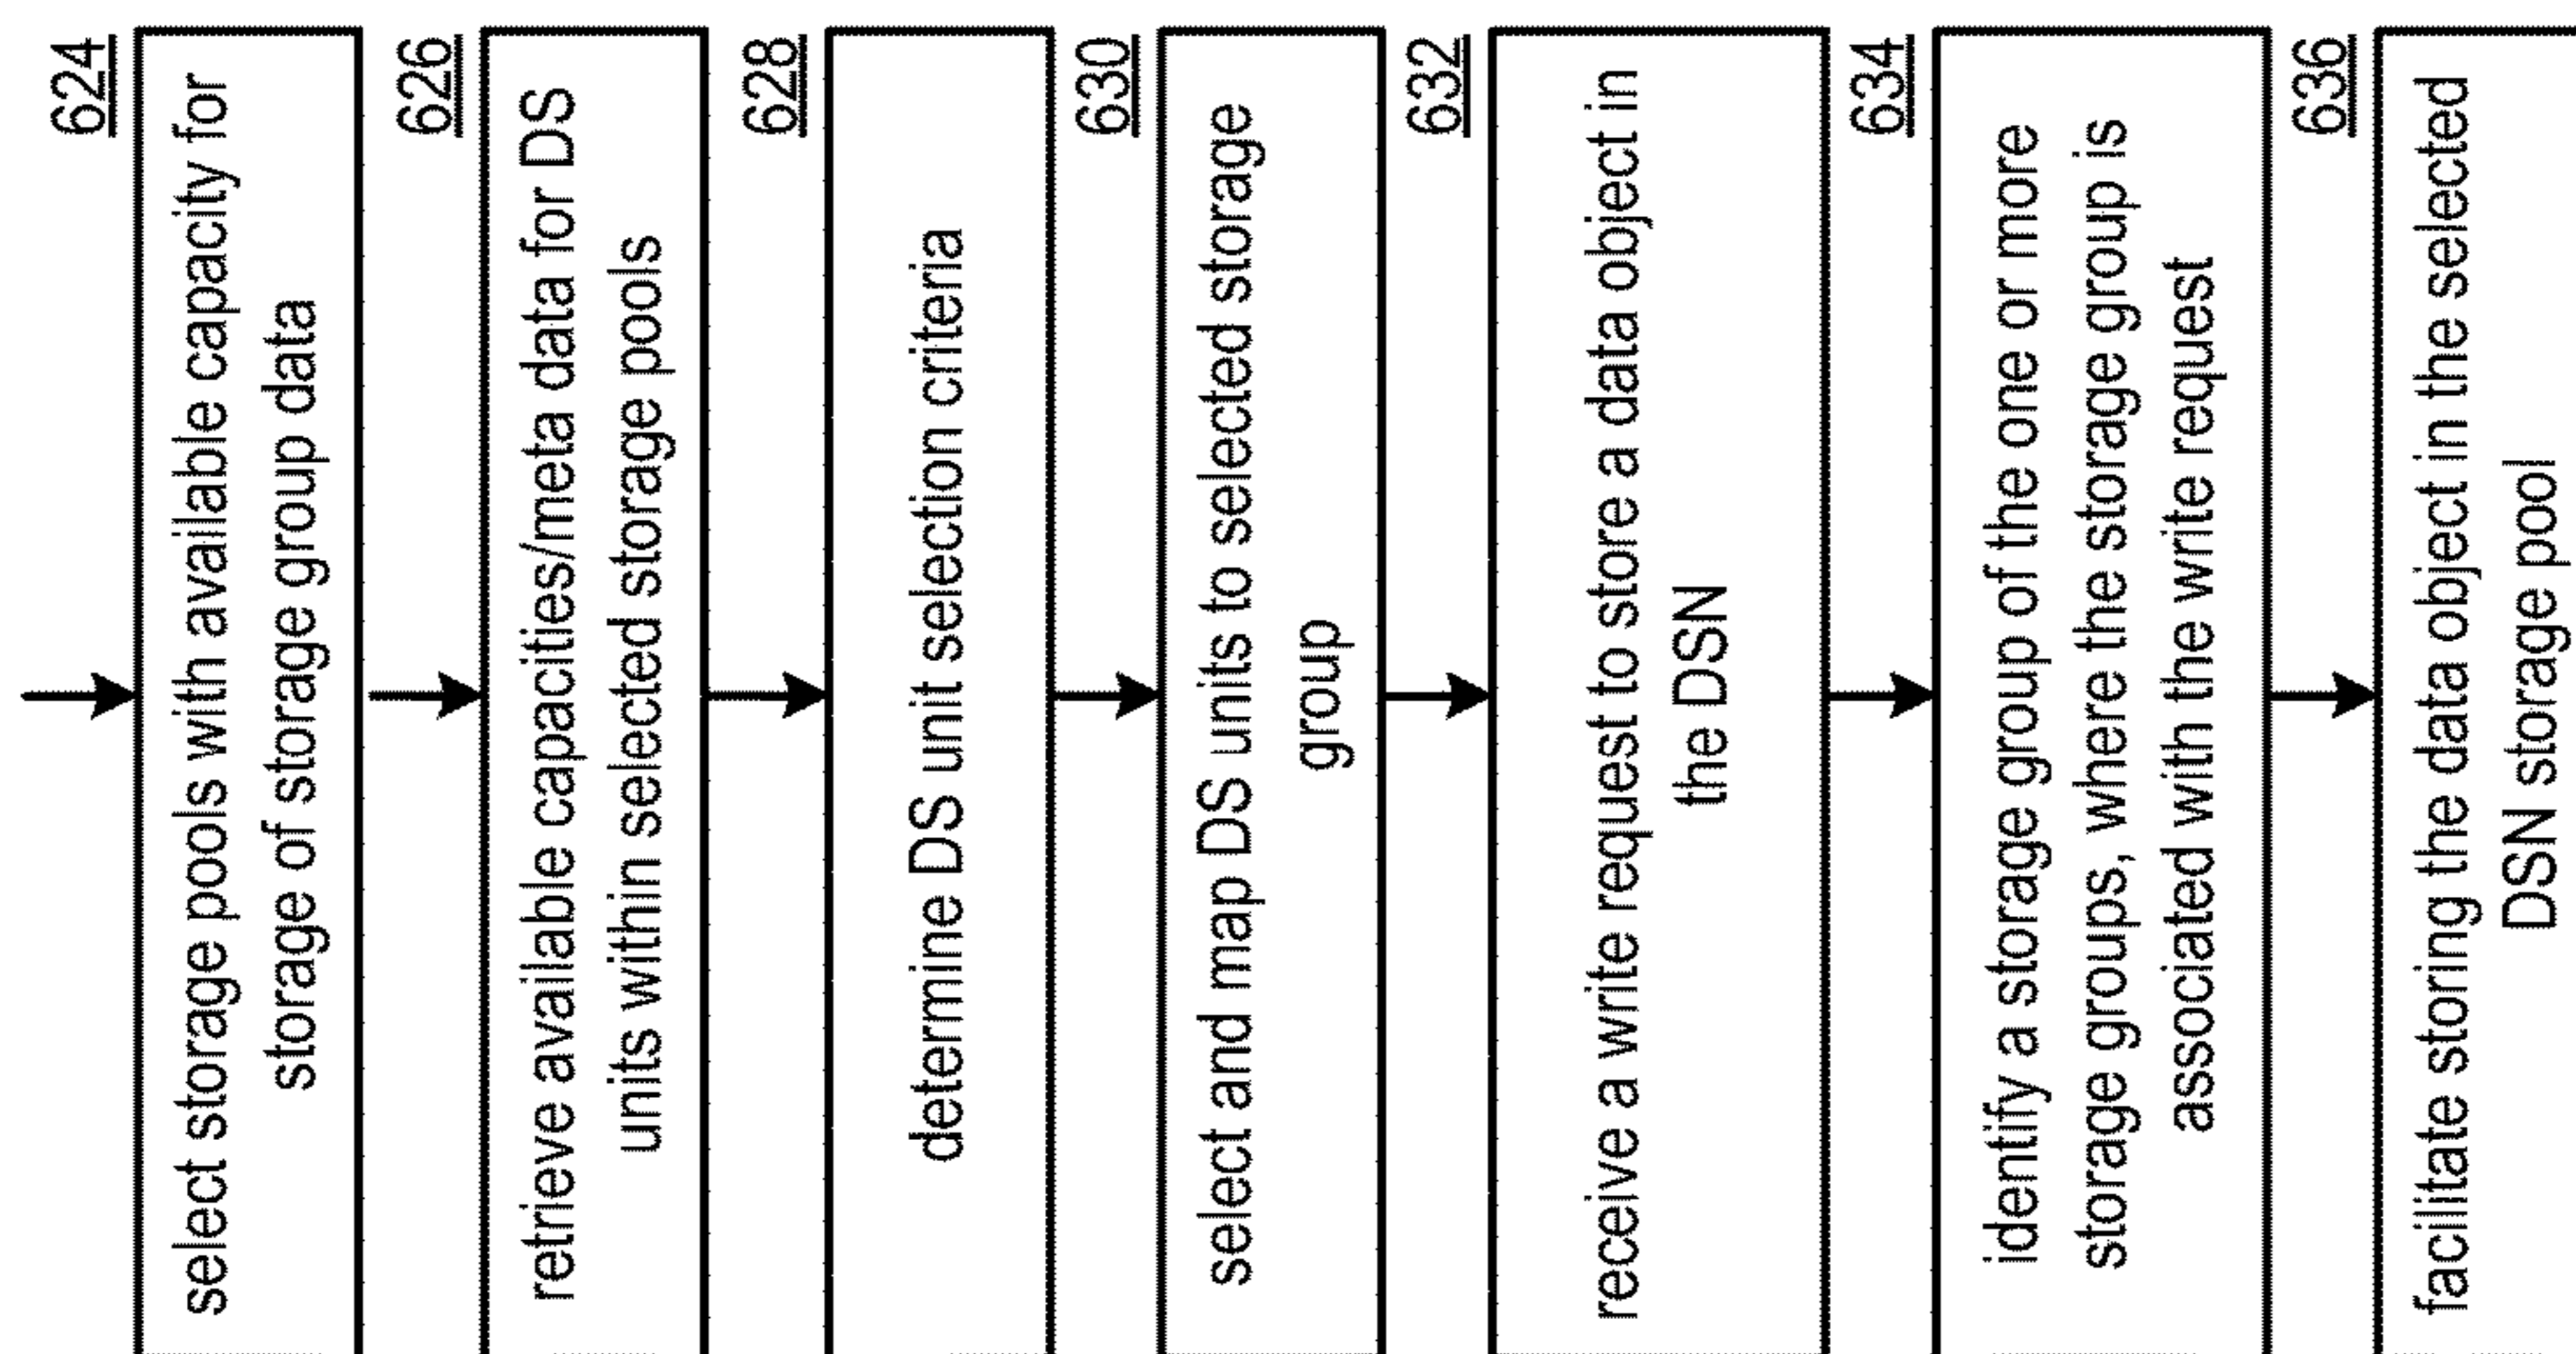 624
select storage pools with available capacity for
storage of storage group data
626
retrieve available capacities/meta data for DS
units within selected storage pools
628
determine DS unit selection criteria
630
select and map DS units to selected storage
group
632
receive a write request to store a data object in
the DSN
634
identify a storage group of the one or more
storage groups, where the storage group is
associated with the write request
636
facilitate storing the data object in the selected
DSN storage pool